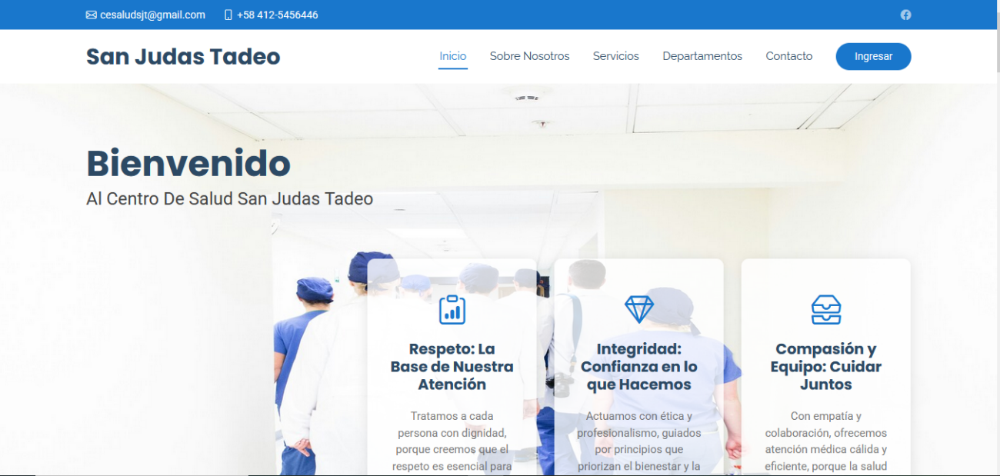 cesaludsjt@gmail.com +58 412-5456446
San Judas Tadeo
Inicio Sobre Nosotros Servicios Departamentos Contacto Ingresar
Bienvenido
Al Centro De Salud San Judas Tadeo
Respeto: La
Base de Nuestra
Atención
Tratamos a cada
persona con dignidad,
porque creemos que el
respeto es esencial para
Integridad:
Confianza en lo
que Hacemos
Actuamos con ética y
profesionalismo, guiados
por principios que
priorizan el bienestar y la
Compasión y
Equipo: Cuidar
Juntos
Con empatía y
colaboración, ofrecemos
atención médica cálida y
eficiente, porque la salud